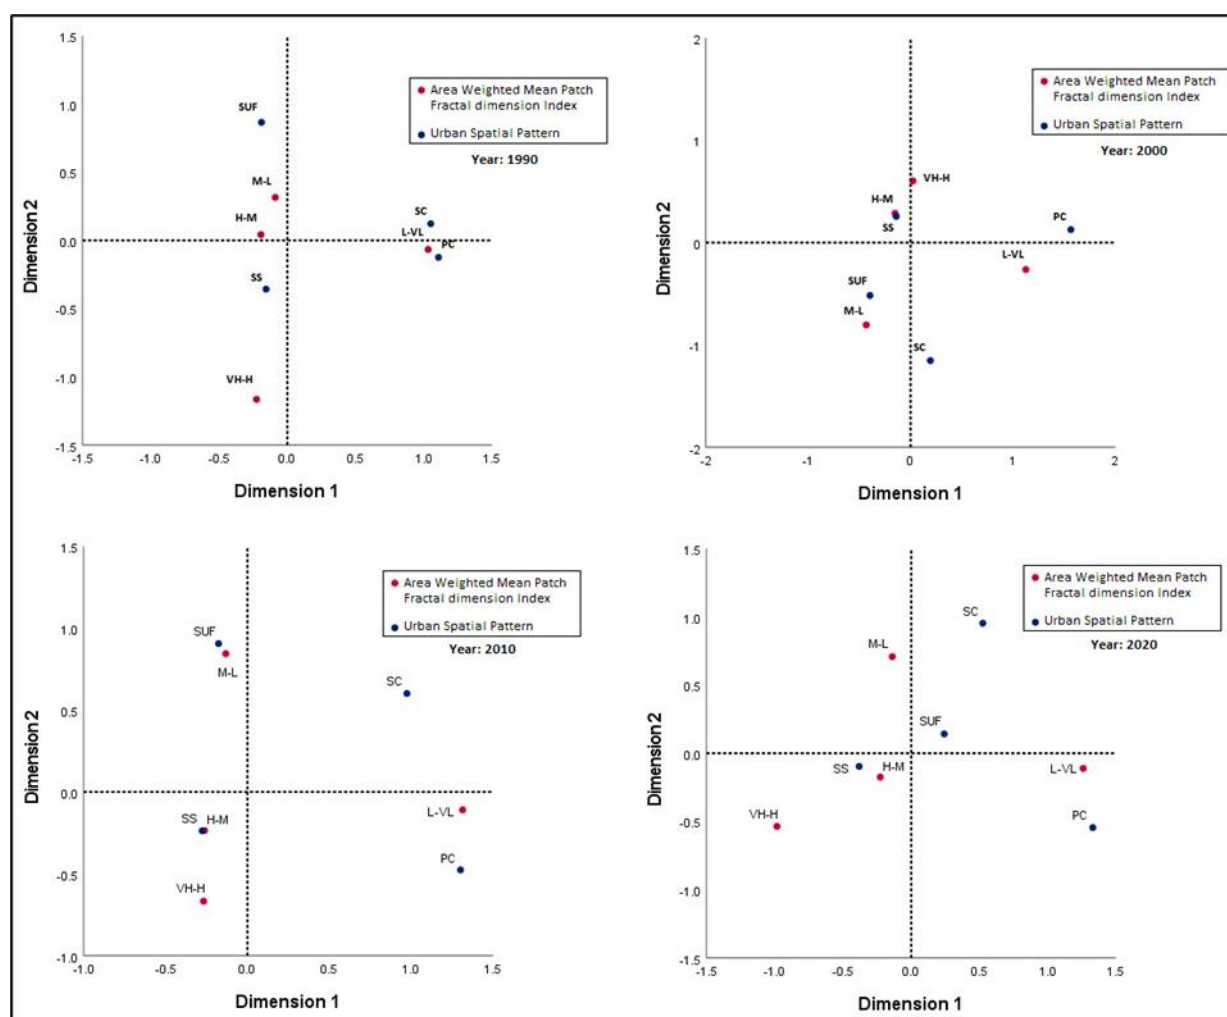 1.5
1.0
0.5
0.0
-0.5
-1.0
-1.5
Dimension 2
-1.5 -1.0 -0.5 0.0 0.5 1.0 1.5
Dimension 1
SUF
M-L
H-M
SS
VH-H
SC
L-VL
PC
Area Weighted Mean Patch
Fractal dimension Index
Urban Spatial Pattern
Year: 1990
2
1
0
-1
-2
Dimension 2
-2 -1 0 1 2
Dimension 1
VH-H
H-M
SS
PC
L-VL
SUF
M-L
SC
Area Weighted Mean Patch
Fractal dimension Index
Urban Spatial Pattern
Year: 2000
1.5
1.0
0.5
0.0
-0.5
-1.0
Dimension 2
-1.0 -0.5 0.0 0.5 1.0 1.5
Dimension 1
SUF
M-L
SC
SS H-M
L-VL
PC
VH-H
Area Weighted Mean Patch
Fractal dimension Index
Urban Spatial Pattern
Year: 2010
1.5
1.0
0.5
0.0
-0.5
-1.0
-1.5
Dimension 2
-1.5 -1.0 -0.5 0.0 0.5 1.0 1.5
Dimension 1
SC
M-L
SUF
SS H-M
L-VL
VH-H
PC
Area Weighted Mean Patch
Fractal dimension Index
Urban Spatial Pattern
Year: 2020